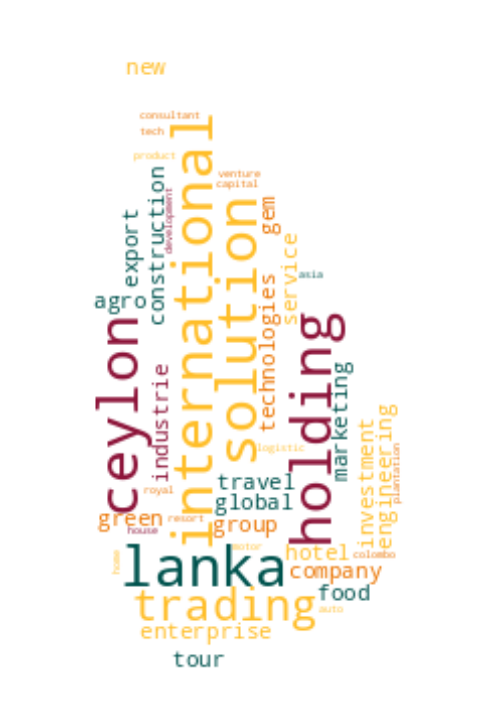 new
consultant
tech
international
product
construction
venture
capital
development
solution
gem
export
service
asia
technologies
agro
holding
ceylon
industrie
marketing
investment
engineering
plantation
logistic
travel
royal
global
green
resort
group
house
motor
hotel
colombo
home
lanka
company
food
trading
auto
enterprise
tour